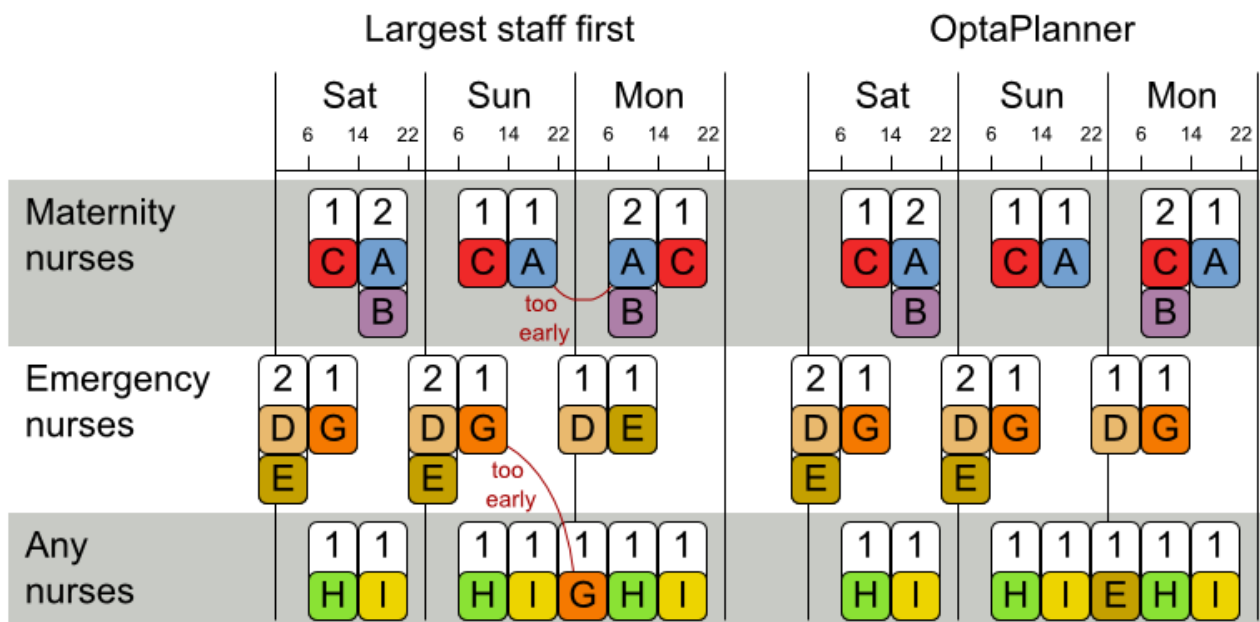 Largest staff first OptaPlanner
Sat Sun Mon Sat Sun Mon
6 14 22 6 14 22 6 14 22 6 14 22 6 14 22 6 14 22
Maternity 1 2 1 1 2 1 1 2 1 1 2 1
nurses C A C A A C C A C A C A
too B B B B
early
Emergency 2 1 2 1 1 1 2 1 2 1 1 1
nurses D G D G D E D G D G D G
too E E E E
early
Any 1 1 1 1 1 1 1 1 1 1 1 1 1 1
nurses H I H I G H I H I H I E H I